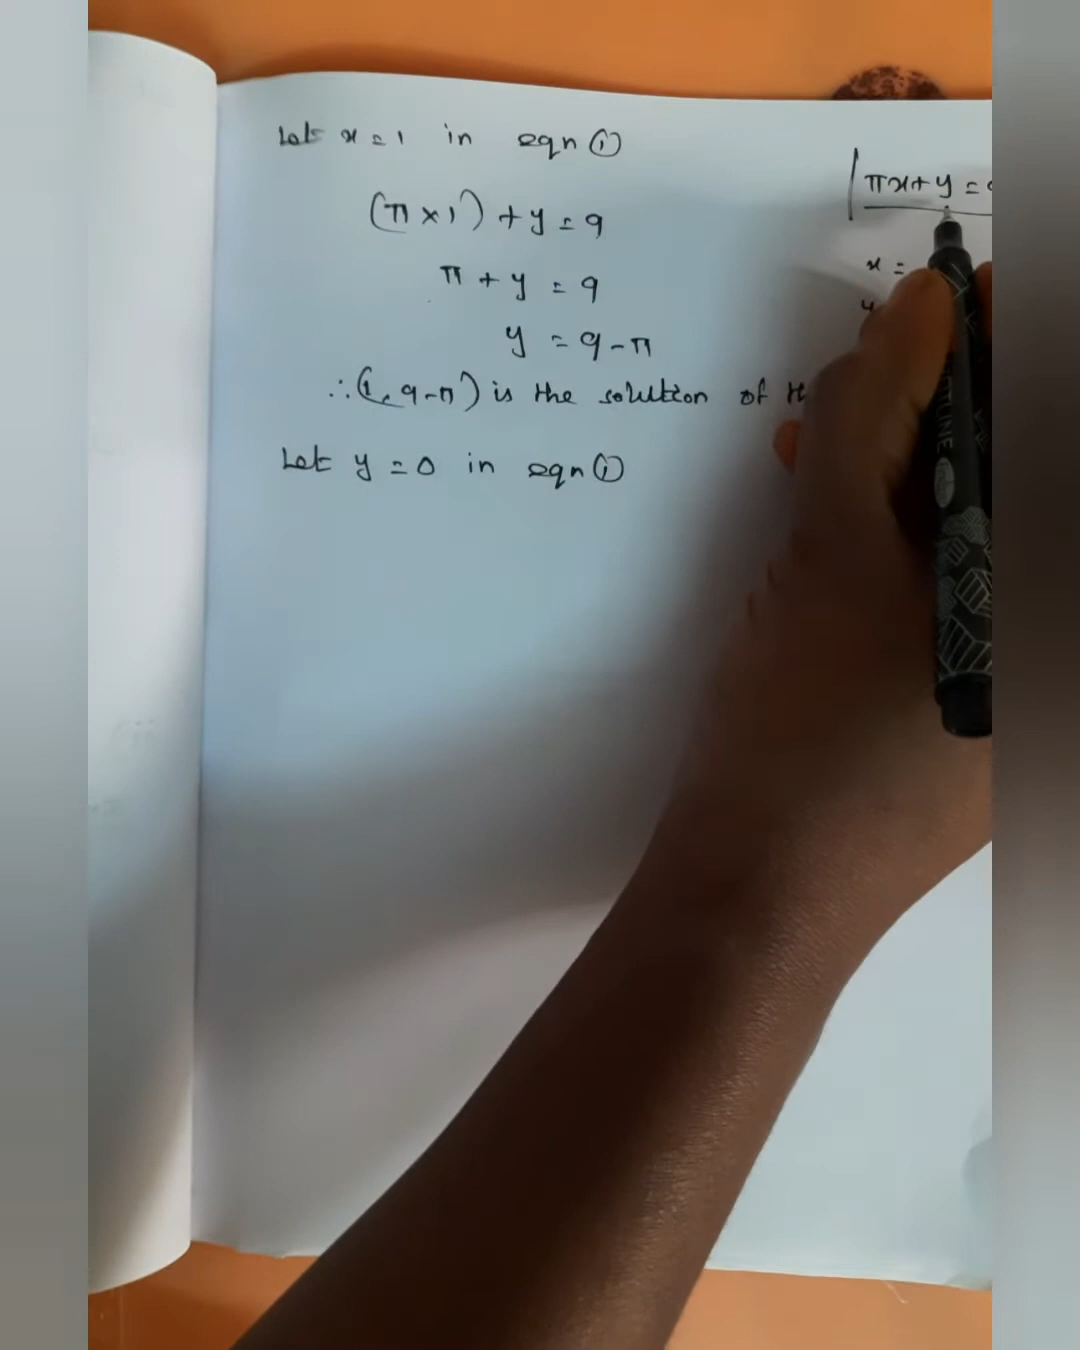 Let x = 1 in eqn ①
(π x 1) + y = 9
π + y = 9
y = 9 - π
∴ (1, 9-π) is the solution of
Let y = 0 in eqn ①
πx + y =
x =
y